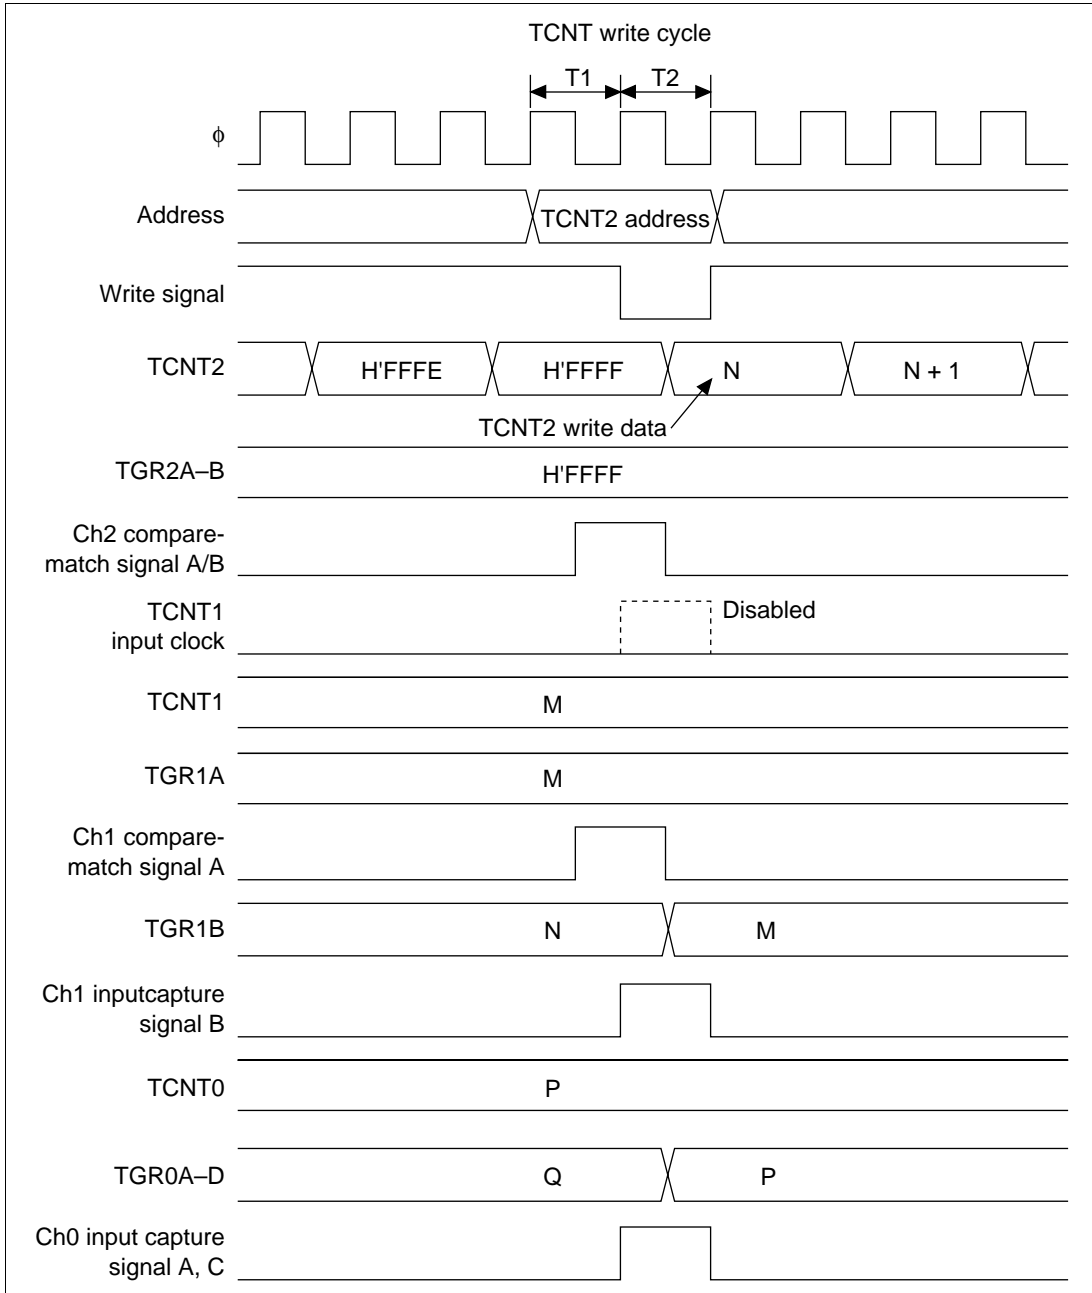 TCNT write cycle
T1 T2
ϕ
Address TCNT2 address
Write signal
TCNT2 H'FFFE H'FFFF N N + 1
TCNT2 write data
TGR2A–B H'FFFF
Ch2 compare-
match signal A/B
TCNT1 Disabled
input clock
TCNT1 M
TGR1A M
Ch1 compare-
match signal A
TGR1B N M
Ch1 inputcapture
signal B
TCNT0 P
TGR0A–D Q P
Ch0 input capture
signal A, C